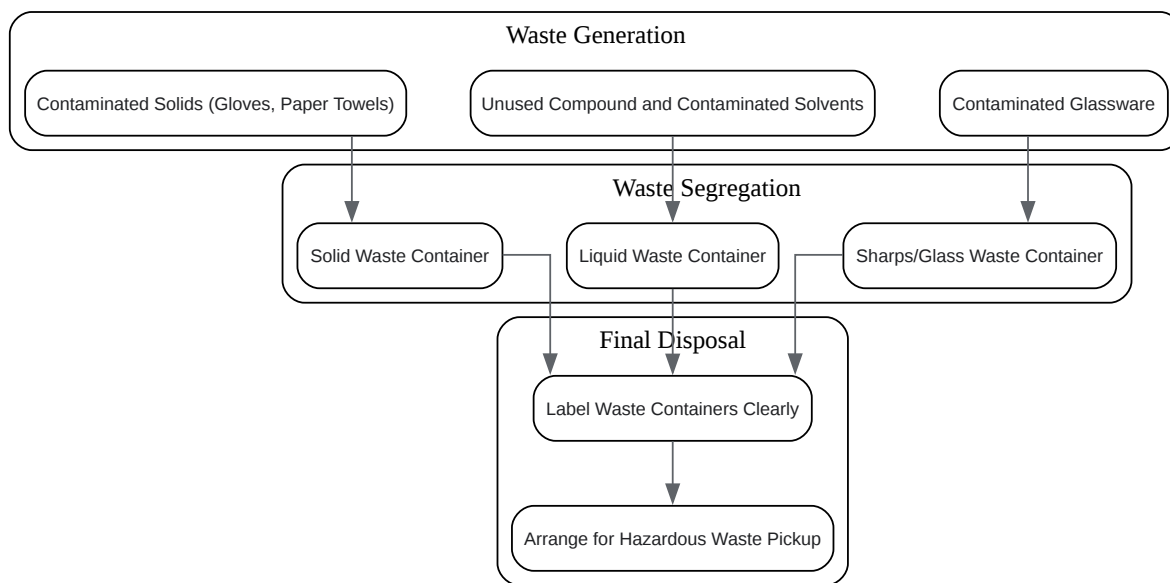 Waste Generation
Contaminated Solids (Gloves, Paper Towels)
Unused Compound and Contaminated Solvents
Contaminated Glassware
Waste Segregation
Solid Waste Container
Liquid Waste Container
Sharps/Glass Waste Container
Final Disposal
Label Waste Containers Clearly
Arrange for Hazardous Waste Pickup